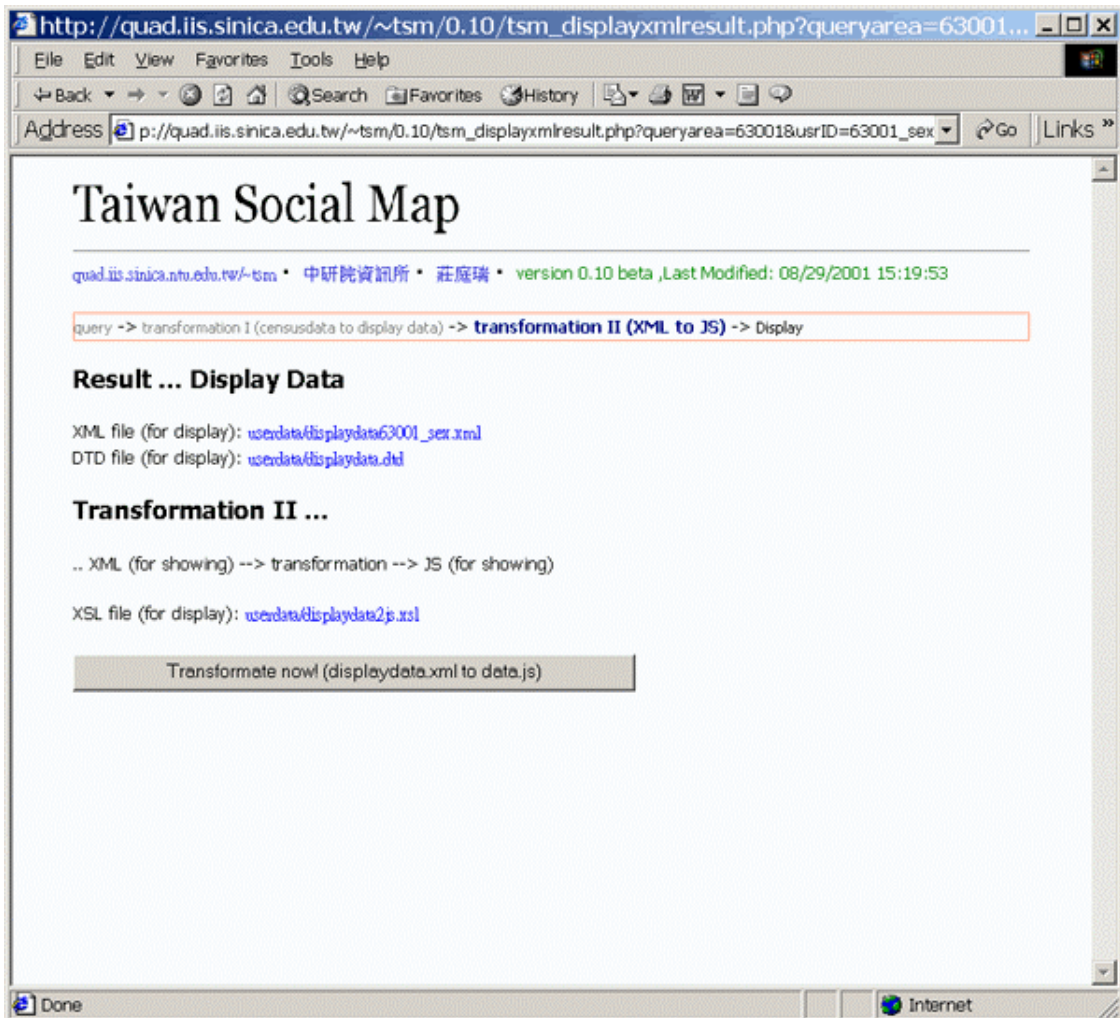 http://quad.iis.sinica.edu.tw/~tsm/0.10/tsm_displayxmlresult.php?queryarea=63001...
File Edit View Favorites Tools Help
Back Search Favorites History
Address p://quad.iis.sinica.edu.tw/~tsm/0.10/tsm_displayxmlresult.php?queryarea=63001&usrID=63001_sex Go Links »
Taiwan Social Map
quad.iis.sinica.ntu.edu.tw/~tsm • 中研院資訊所 • 莊庭瑞 • version 0.10 beta ,Last Modified: 08/29/2001 15:19:53
query -> transformation I (censusdata to display data) -> transformation II (XML to JS) -> Display
Result ... Display Data
XML file (for display): userdata/displaydata63001_sex.xml
DTD file (for display): userdata/displaydata.dtd
Transformation II ...
.. XML (for showing) --> transformation --> JS (for showing)
XSL file (for display): userdata/displaydata2js.xsl
Transformate now! (displaydata.xml to data.js)
Done Internet